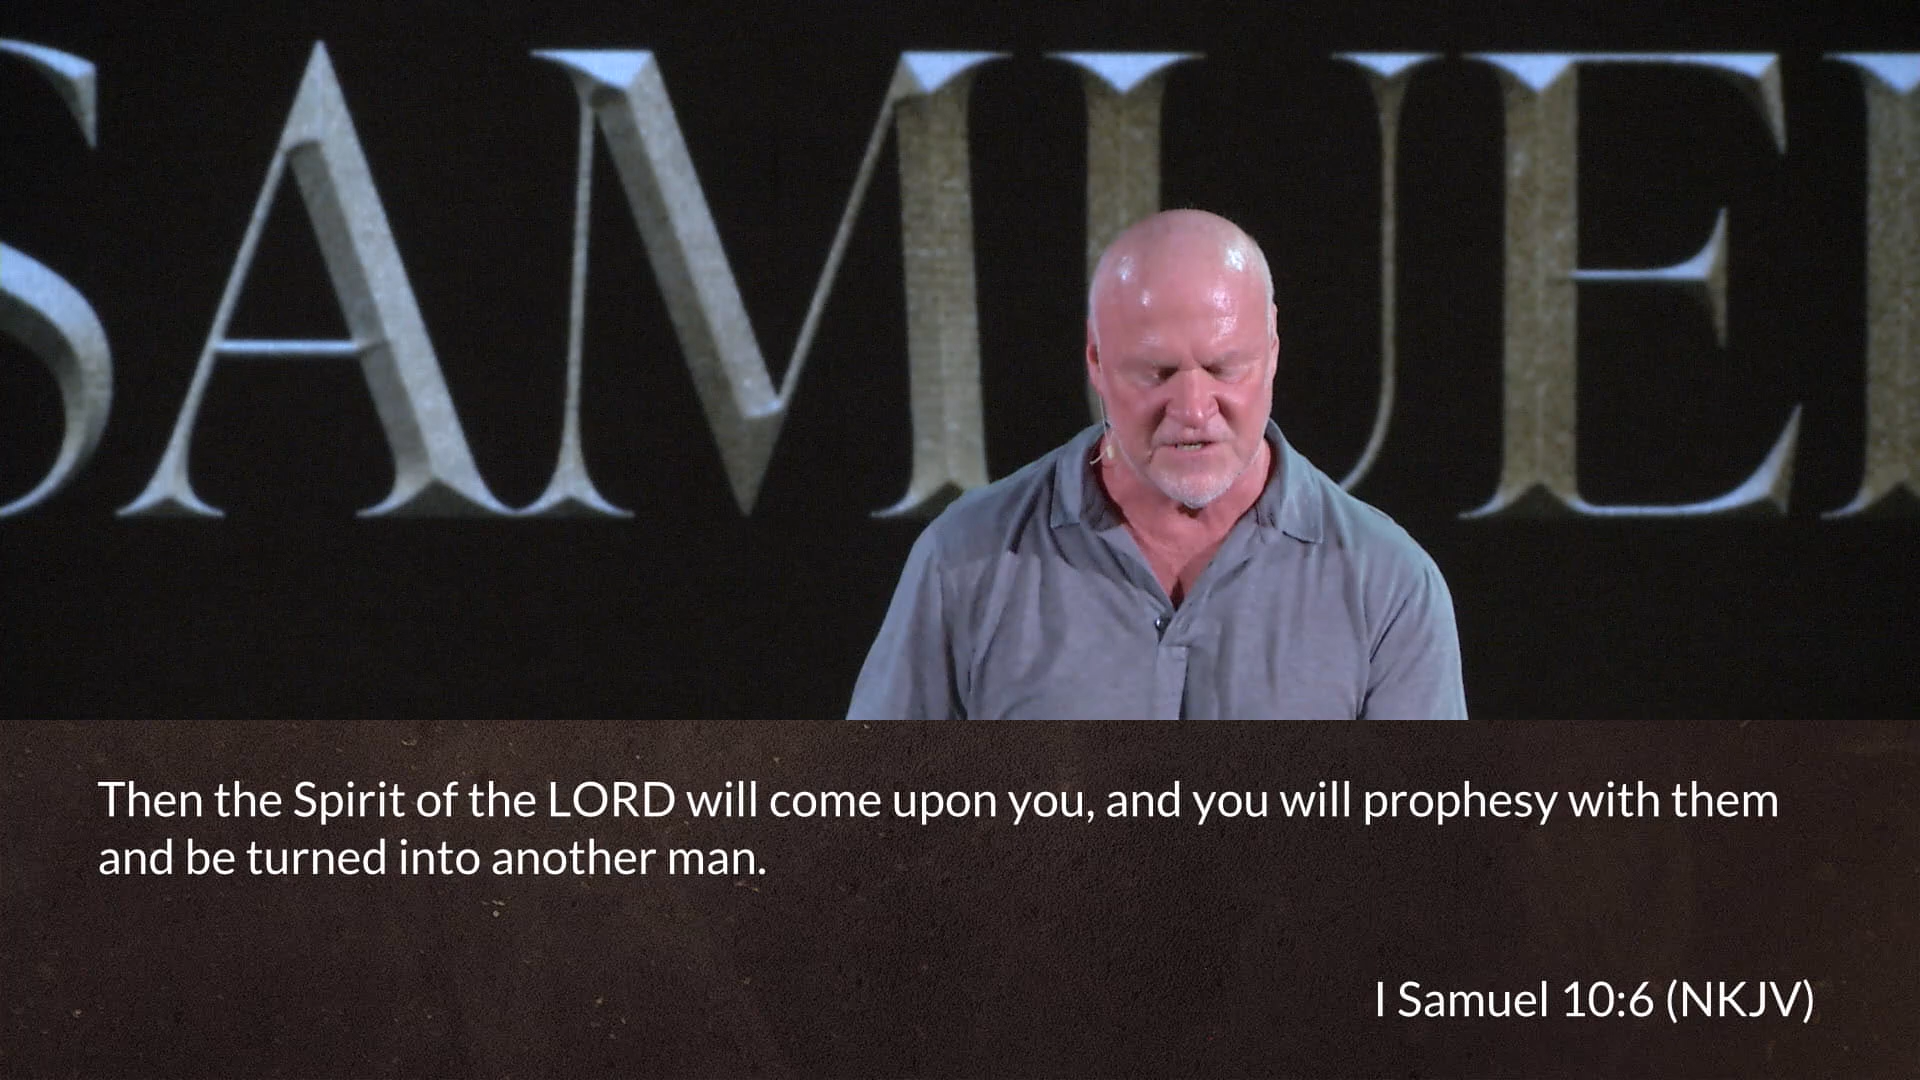 SAMUEL
Then the Spirit of the LORD will come upon you, and you will prophesy with them
and be turned into another man.
I Samuel 10:6 (NKJV)